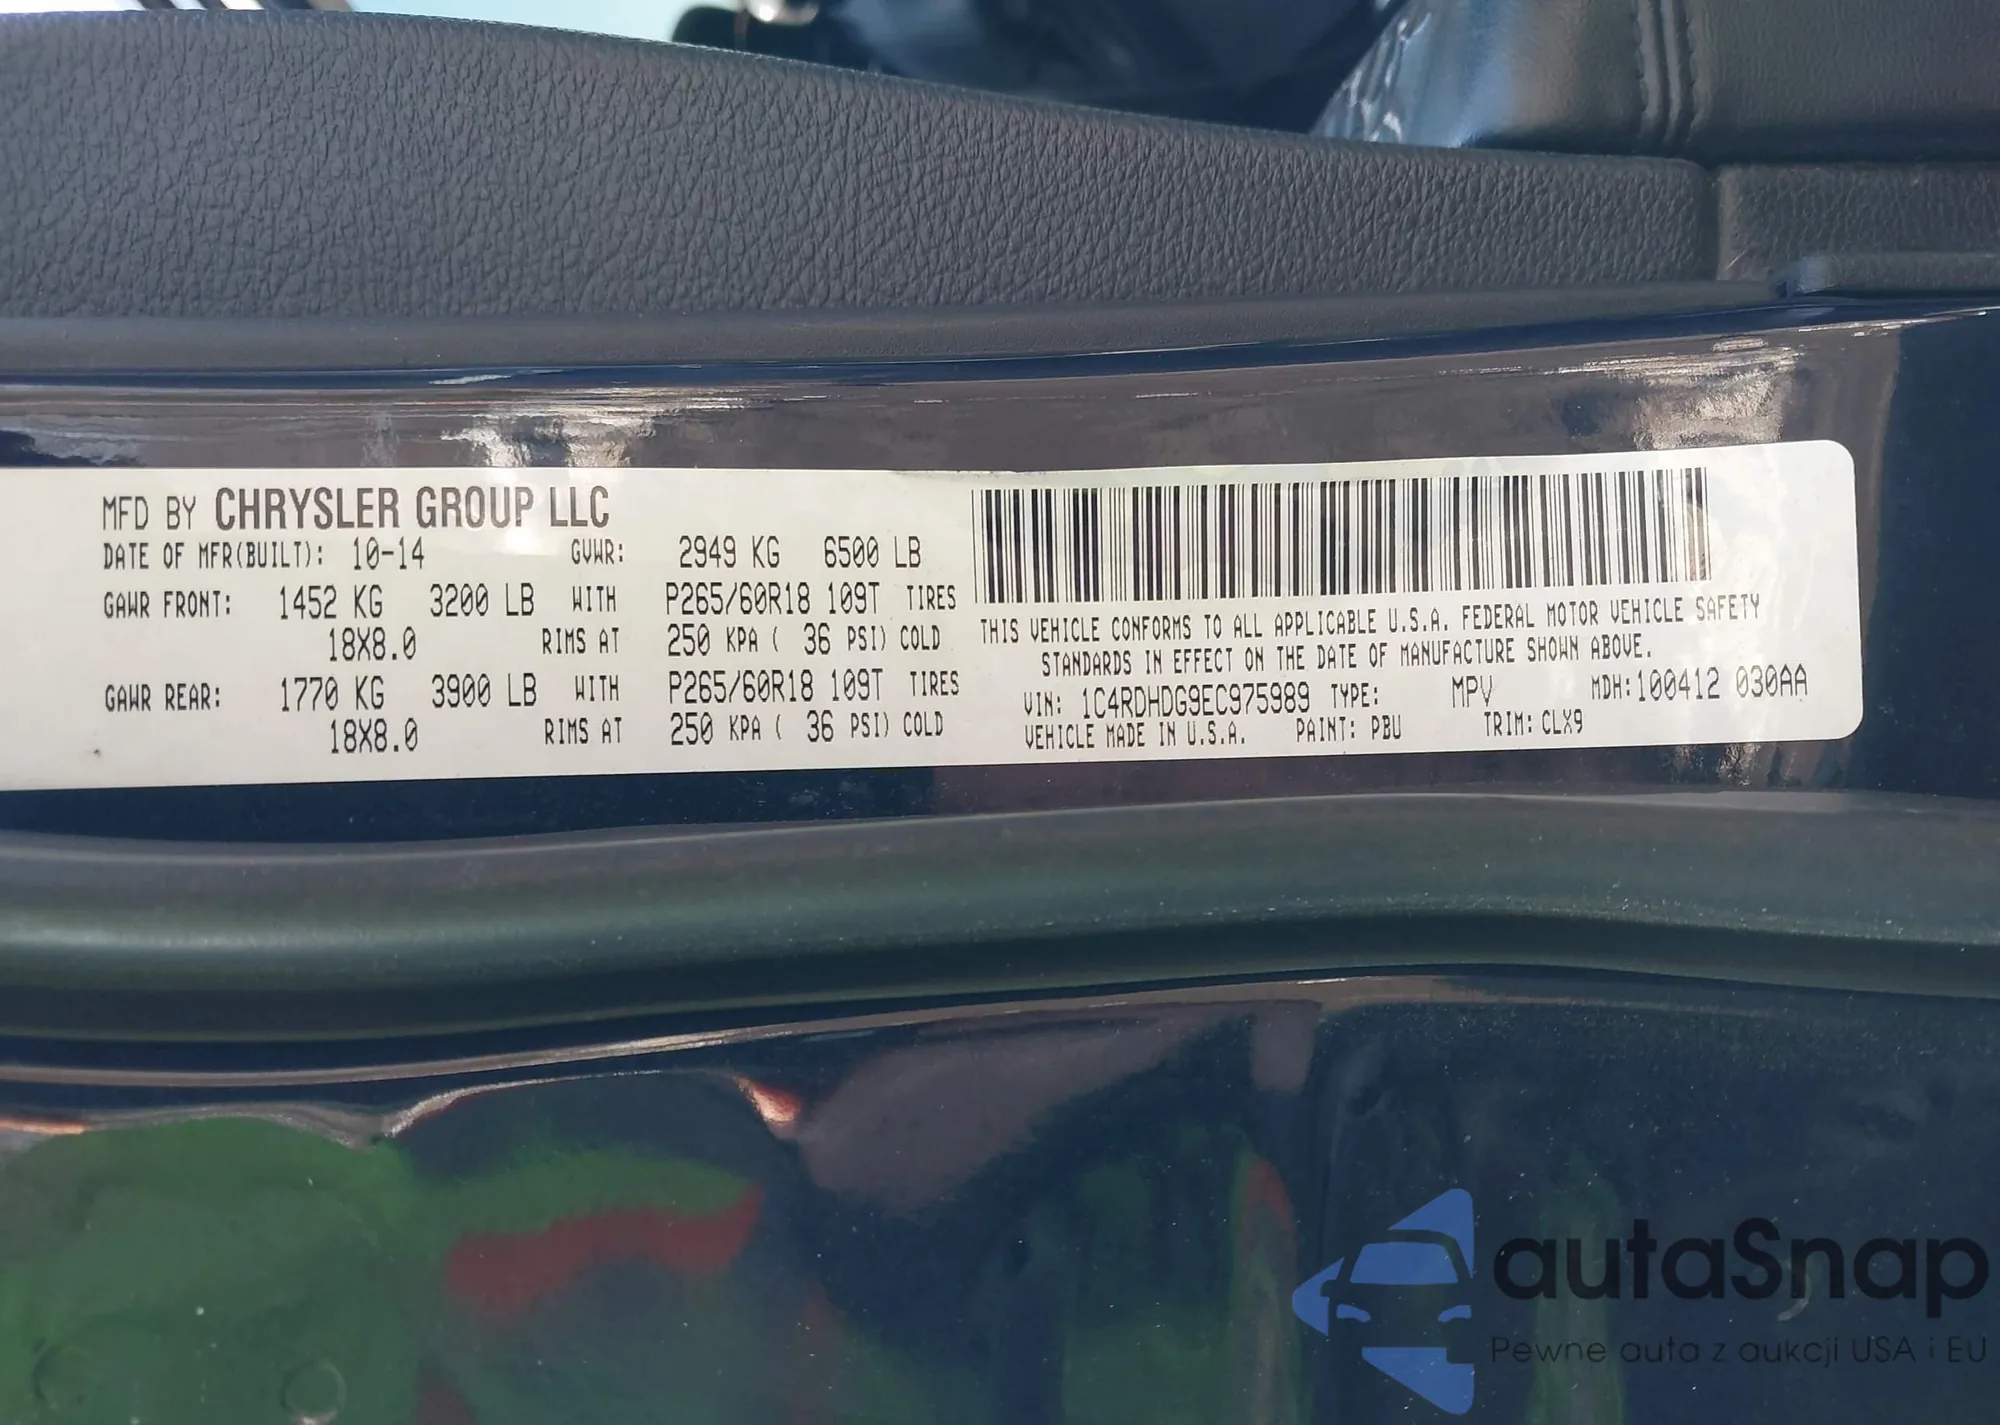 MFD BY CHRYSLER GROUP LLC
DATE OF MFR(BUILT): 10-14 GVWR: 2949 KG 6500 LB
GAWR FRONT: 1452 KG 3200 LB WITH P265/60R18 109T TIRES
18X8.0 RIMS AT 250 KPA ( 36 PSI) COLD
GAWR REAR: 1770 KG 3900 LB WITH P265/60R18 109T TIRES
18X8.0 RIMS AT 250 KPA ( 36 PSI) COLD
THIS VEHICLE CONFORMS TO ALL APPLICABLE U.S.A. FEDERAL MOTOR VEHICLE SAFETY
STANDARDS IN EFFECT ON THE DATE OF MANUFACTURE SHOWN ABOVE.
VIN: 1C4RDHDG9EC975989 TYPE: MPV MDH: 100412 030AA
VEHICLE MADE IN U.S.A. PAINT: PBU TRIM: CLX9
autaSnap
Pewne auta z aukcji USA i EU